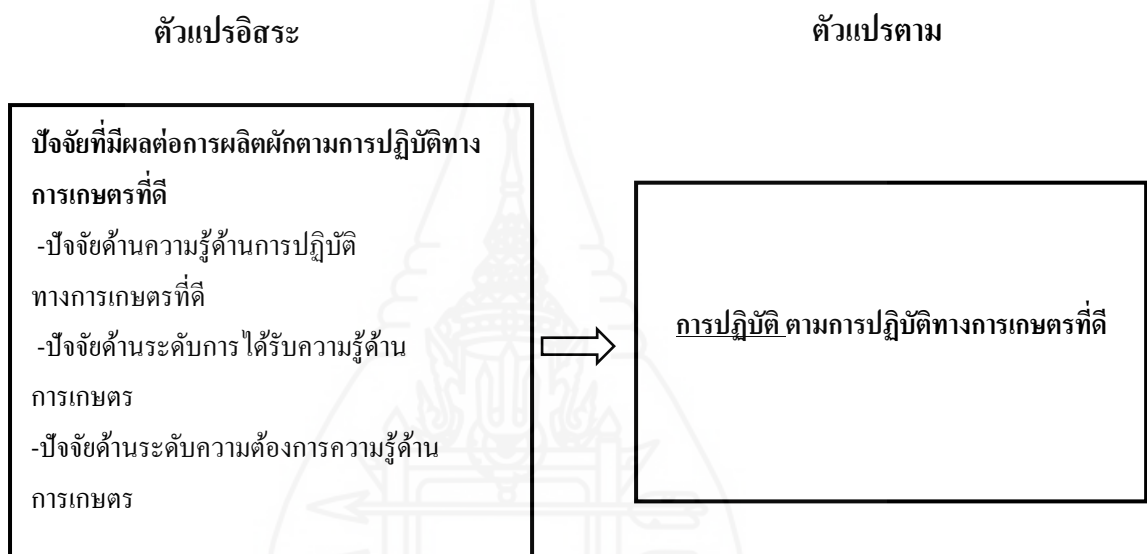 ตัวแปรอิสระ
ตัวแปรตาม
ปัจจัยที่มีผลต่อการผลิตผักตามการปฏิบัติทาง
การเกษตรที่ดี
-ปัจจัยด้านความรู้ด้านการปฏิบัติ
ทางการเกษตรที่ดี
-ปัจจัยด้านระดับการได้รับความรู้ด้าน
การเกษตร
-ปัจจัยด้านระดับความต้องการความรู้ด้าน
การเกษตร
การปฏิบัติ ตามการปฏิบัติทางการเกษตรที่ดี